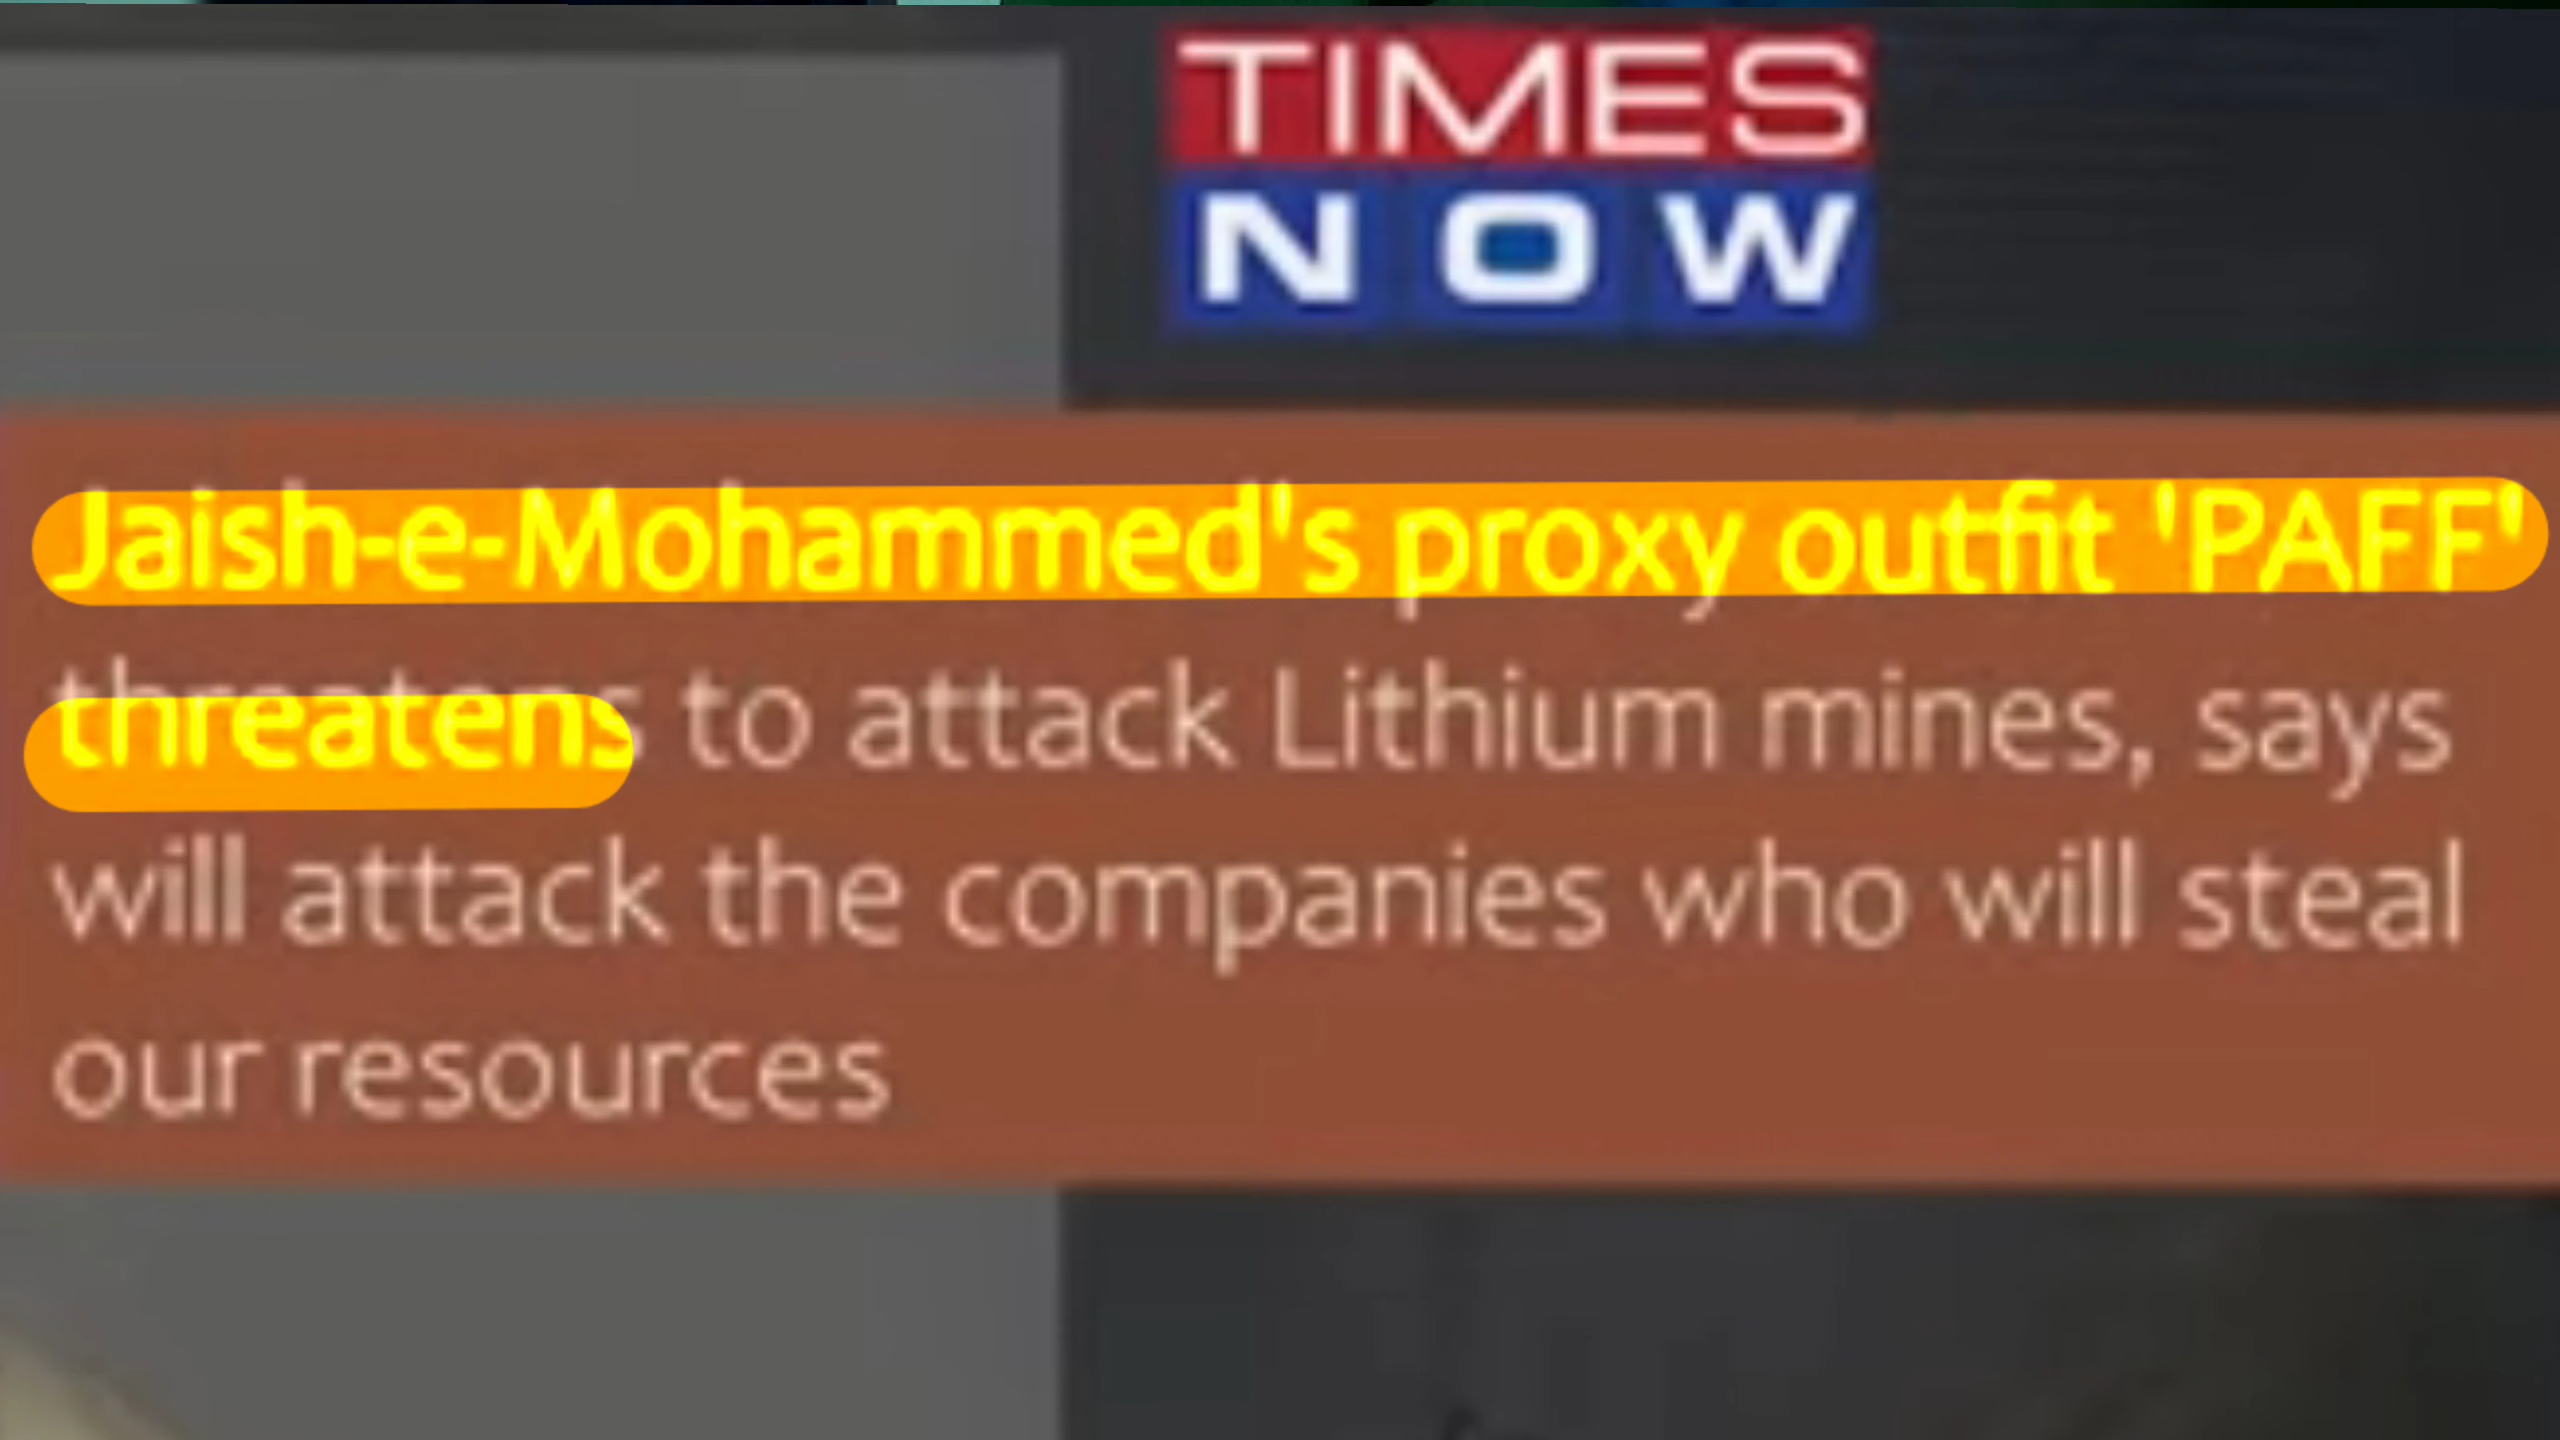 TIMES
NOW
Jaish-e-Mohammed's proxy outfit 'PAFF'
threatens to attack Lithium mines, says
will attack the companies who will steal
our resources